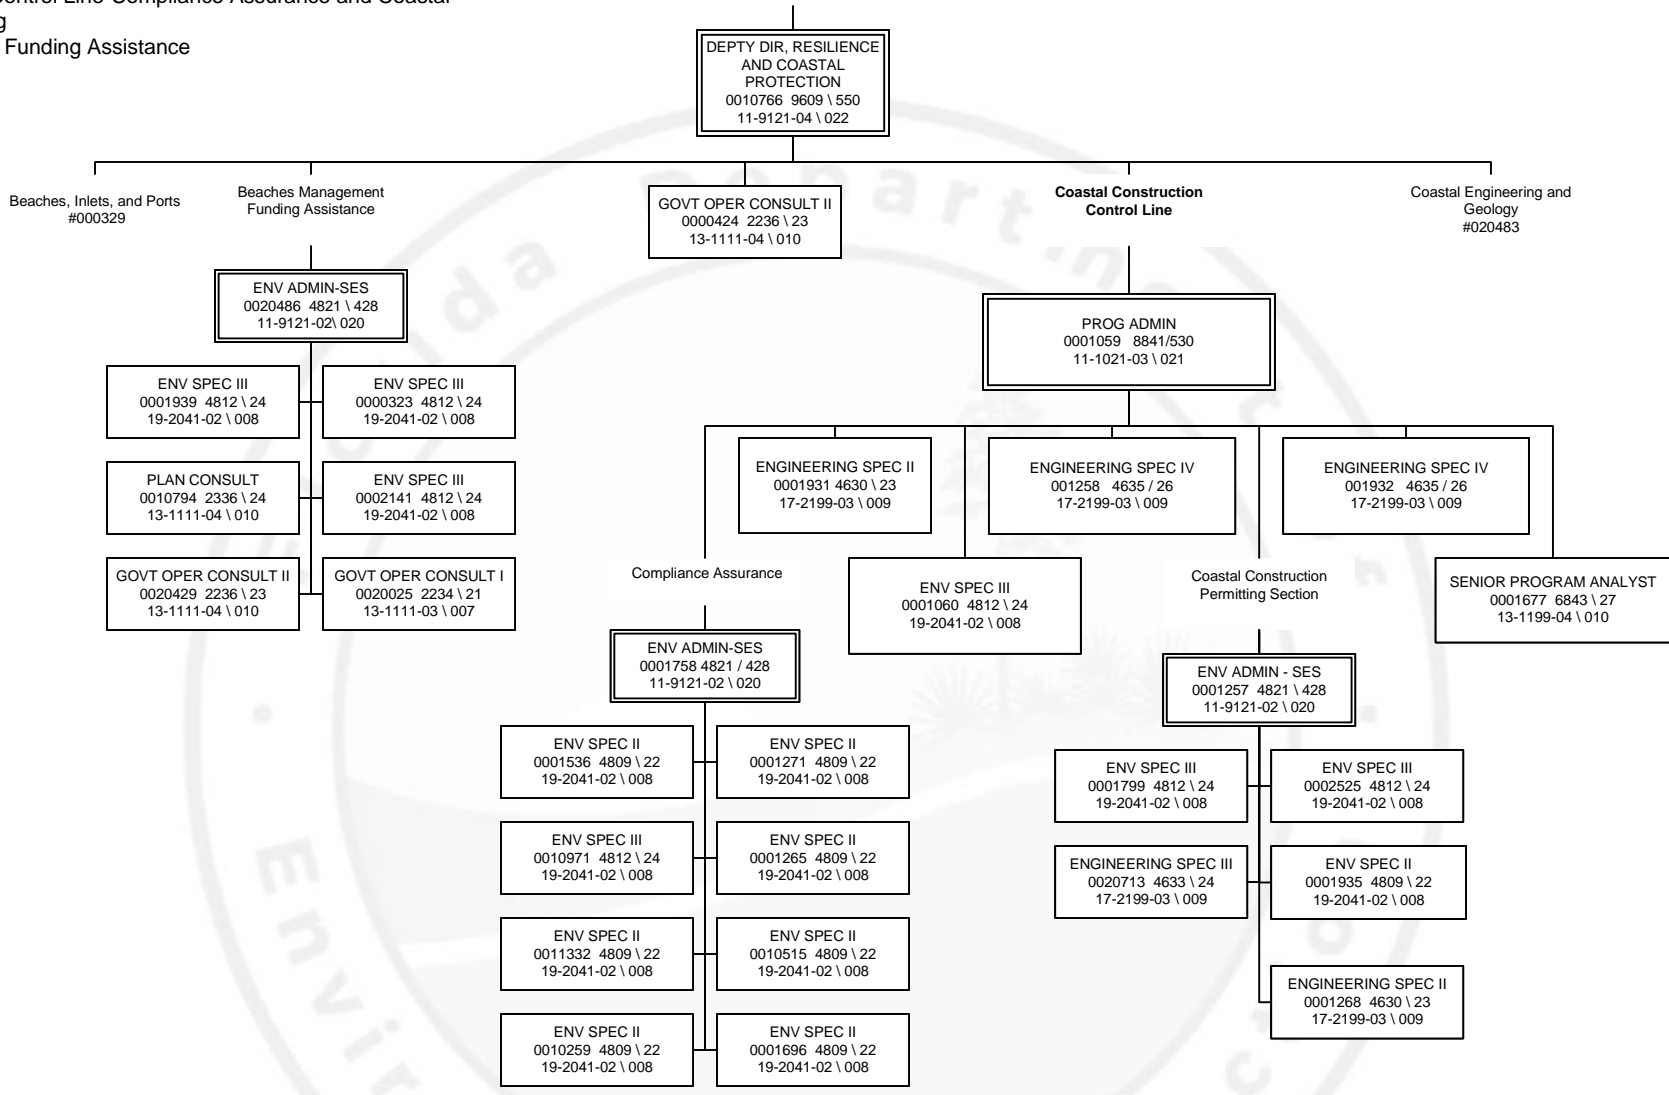 Control Line Compliance Assurance and Coastal
g
Funding Assistance
DEPTY DIR, RESILIENCE
AND COASTAL
PROTECTION
0010766 9609 \ 550
11-9121-04 \ 022
Beaches, Inlets, and Ports
#000329
Beaches Management
Funding Assistance
GOVT OPER CONSULT II
0000424 2236 \ 23
13-1111-04 \ 010
Coastal Construction
Control Line
Coastal Engineering and
Geology
#020483
ENV ADMIN-SES
0020486 4821 \ 428
11-9121-02\ 020
PROG ADMIN
0001059 8841/530
11-1021-03 \ 021
ENV SPEC III
0001939 4812 \ 24
19-2041-02 \ 008
ENV SPEC III
0000323 4812 \ 24
19-2041-02 \ 008
PLAN CONSULT
0010794 2336 \ 24
13-1111-04 \ 010
ENV SPEC III
0002141 4812 \ 24
19-2041-02 \ 008
GOVT OPER CONSULT II
0020429 2236 \ 23
13-1111-04 \ 010
GOVT OPER CONSULT I
0020025 2234 \ 21
13-1111-03 \ 007
ENGINEERING SPEC II
0001931 4630 \ 23
17-2199-03 \ 009
ENGINEERING SPEC IV
001258 4635 / 26
17-2199-03 \ 009
ENGINEERING SPEC IV
001932 4635 / 26
17-2199-03 \ 009
Compliance Assurance
ENV SPEC III
0001060 4812 \ 24
19-2041-02 \ 008
Coastal Construction
Permitting Section
SENIOR PROGRAM ANALYST
0001677 6843 \ 27
13-1199-04 \ 010
ENV ADMIN-SES
0001758 4821 / 428
11-9121-02 \ 020
ENV ADMIN - SES
0001257 4821 \ 428
11-9121-02 \ 020
ENV SPEC II
0001536 4809 \ 22
19-2041-02 \ 008
ENV SPEC II
0001271 4809 \ 22
19-2041-02 \ 008
ENV SPEC III
0010971 4812 \ 24
19-2041-02 \ 008
ENV SPEC II
0001265 4809 \ 22
19-2041-02 \ 008
ENV SPEC II
0011332 4809 \ 22
19-2041-02 \ 008
ENV SPEC II
0010515 4809 \ 22
19-2041-02 \ 008
ENV SPEC II
0010259 4809 \ 22
19-2041-02 \ 008
ENV SPEC II
0001696 4809 \ 22
19-2041-02 \ 008
ENV SPEC III
0001799 4812 \ 24
19-2041-02 \ 008
ENV SPEC III
0002525 4812 \ 24
19-2041-02 \ 008
ENGINEERING SPEC III
0020713 4633 \ 24
17-2199-03 \ 009
ENV SPEC II
0001935 4809 \ 22
19-2041-02 \ 008
ENGINEERING SPEC II
0001268 4630 \ 23
17-2199-03 \ 009